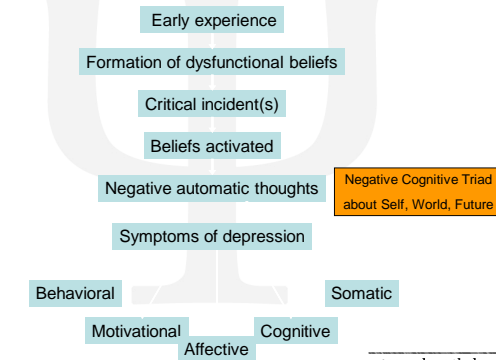 Early experience
Formation of dysfunctional beliefs
Critical incident(s)
Beliefs activated
Negative automatic thoughts
Negative Cognitive Triad
about Self, World, Future
Symptoms of depression
Behavioral
Somatic
Motivational
Cognitive
Affective